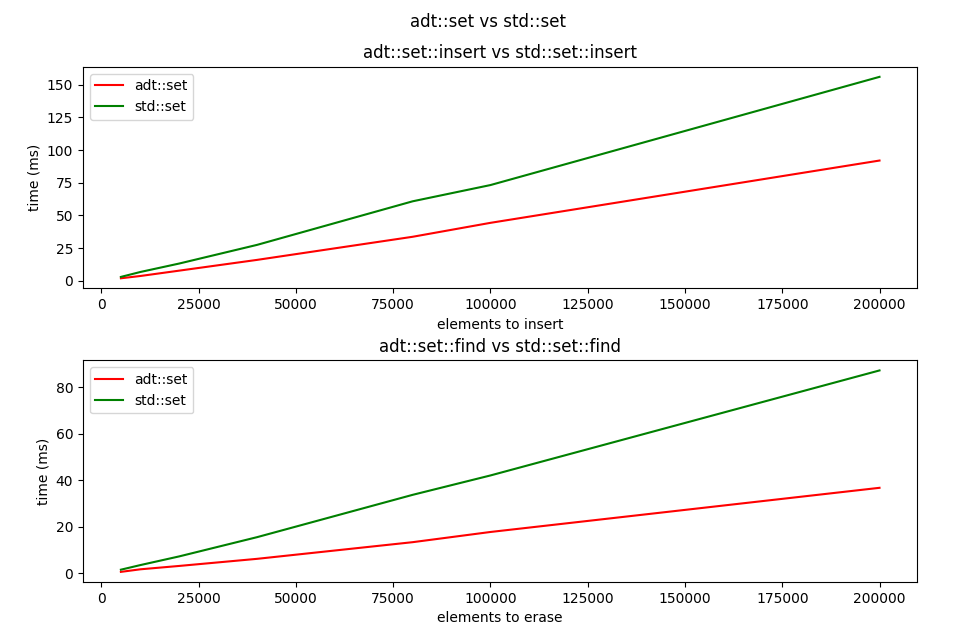 adt::set vs std::set
adt::set::insert vs std::set::insert
adt::set
std::set
time (ms)
150
125
100
75
50
25
0
0 25000 50000 75000 100000 125000 150000 175000 200000
elements to insert
adt::set::find vs std::set::find
adt::set
std::set
time (ms)
80
60
40
20
0
0 25000 50000 75000 100000 125000 150000 175000 200000
elements to erase